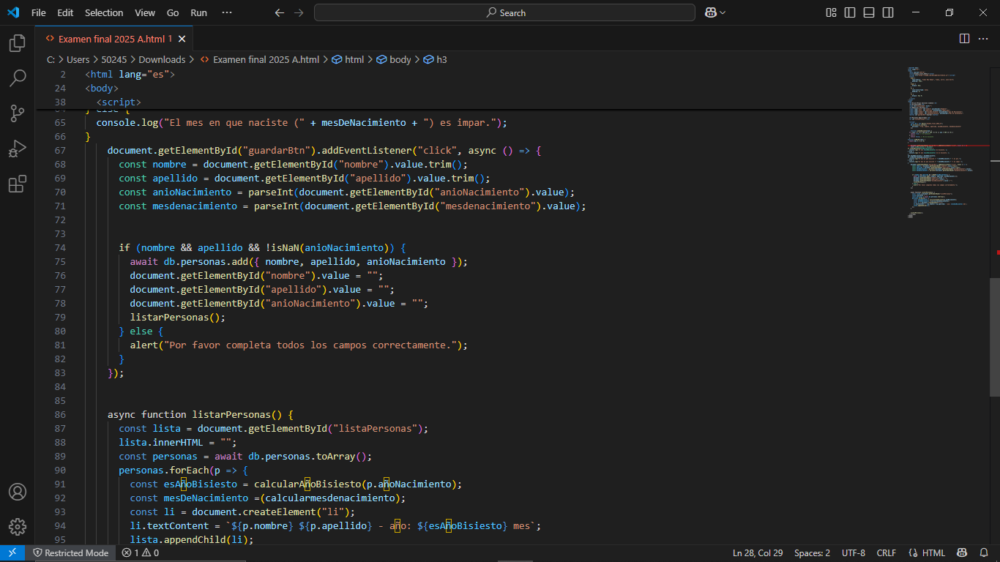 File Edit Selection View Go Run ··· Search
Examen final 2025 A.html 1
C: > Users > 50245 > Downloads > Examen final 2025 A.html > html > body > h3
2 <html lang="es">
24 <body>
38 <script>
65 console.log("El mes en que naciste (" + mesDeNacimiento + ") es impar.");
66 }
67 document.getElementById("guardarBtn").addEventListener("click", async () => {
68 const nombre = document.getElementById("nombre").value.trim();
69 const apellido = document.getElementById("apellido").value.trim();
70 const anioNacimiento = parseInt(document.getElementById("anioNacimiento").value);
71 const mesdenacimiento = parseInt(document.getElementById("mesdenacimiento").value);
72
73
74 if (nombre && apellido && !isNaN(anioNacimiento)) {
75 await db.personas.add({ nombre, apellido, anioNacimiento });
76 document.getElementById("nombre").value = "";
77 document.getElementById("apellido").value = "";
78 document.getElementById("anioNacimiento").value = "";
79 listarPersonas();
80 } else {
81 alert("Por favor completa todos los campos correctamente.");
82 }
83 });
84
85
86 async function listarPersonas() {
87 const lista = document.getElementById("listaPersonas");
88 lista.innerHTML = "";
89 const personas = await db.personas.toArray();
90 personas.forEach(p => {
91 const esAñoBisiesto = calcularAñoBisiesto(p.añoNacimiento);
92 const mesDeNacimiento =(calcularmesdenacimiento);
93 const li = document.createElement("li");
94 li.textContent = `${p.nombre} ${p.apellido} - año: ${esAñoBisiesto} mes`;
95 lista.appendChild(li);
Restricted Mode 1 0 Ln 28, Col 29 Spaces: 2 UTF-8 CRLF {} HTML